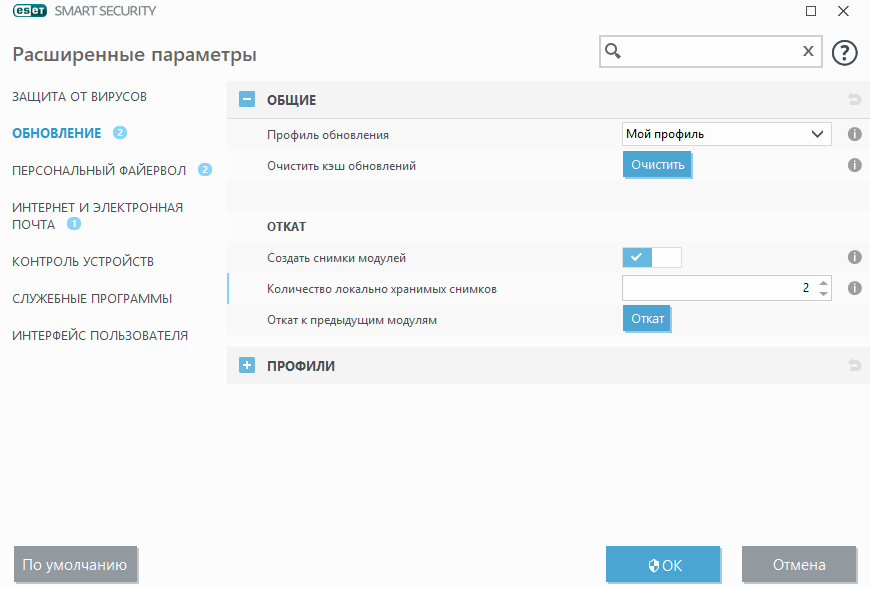 eset SMART SECURITY
Расширенные параметры
ЗАЩИТА ОТ ВИРУСОВ
ОБНОВЛЕНИЕ 2
ПЕРСОНАЛЬНЫЙ ФАЙЕРВОЛ 2
ИНТЕРНЕТ И ЭЛЕКТРОННАЯ
ПОЧТА 1
КОНТРОЛЬ УСТРОЙСТВ
СЛУЖЕБНЫЕ ПРОГРАММЫ
ИНТЕРФЕЙС ПОЛЬЗОВАТЕЛЯ
ОБЩИЕ
Профиль обновления Мой профиль
Очистить кэш обновлений Очистить
ОТКАТ
Создать снимки модулей
Количество локально хранимых снимков 2
Откат к предыдущим модулям Откат
ПРОФИЛИ
По умолчанию OK Отмена